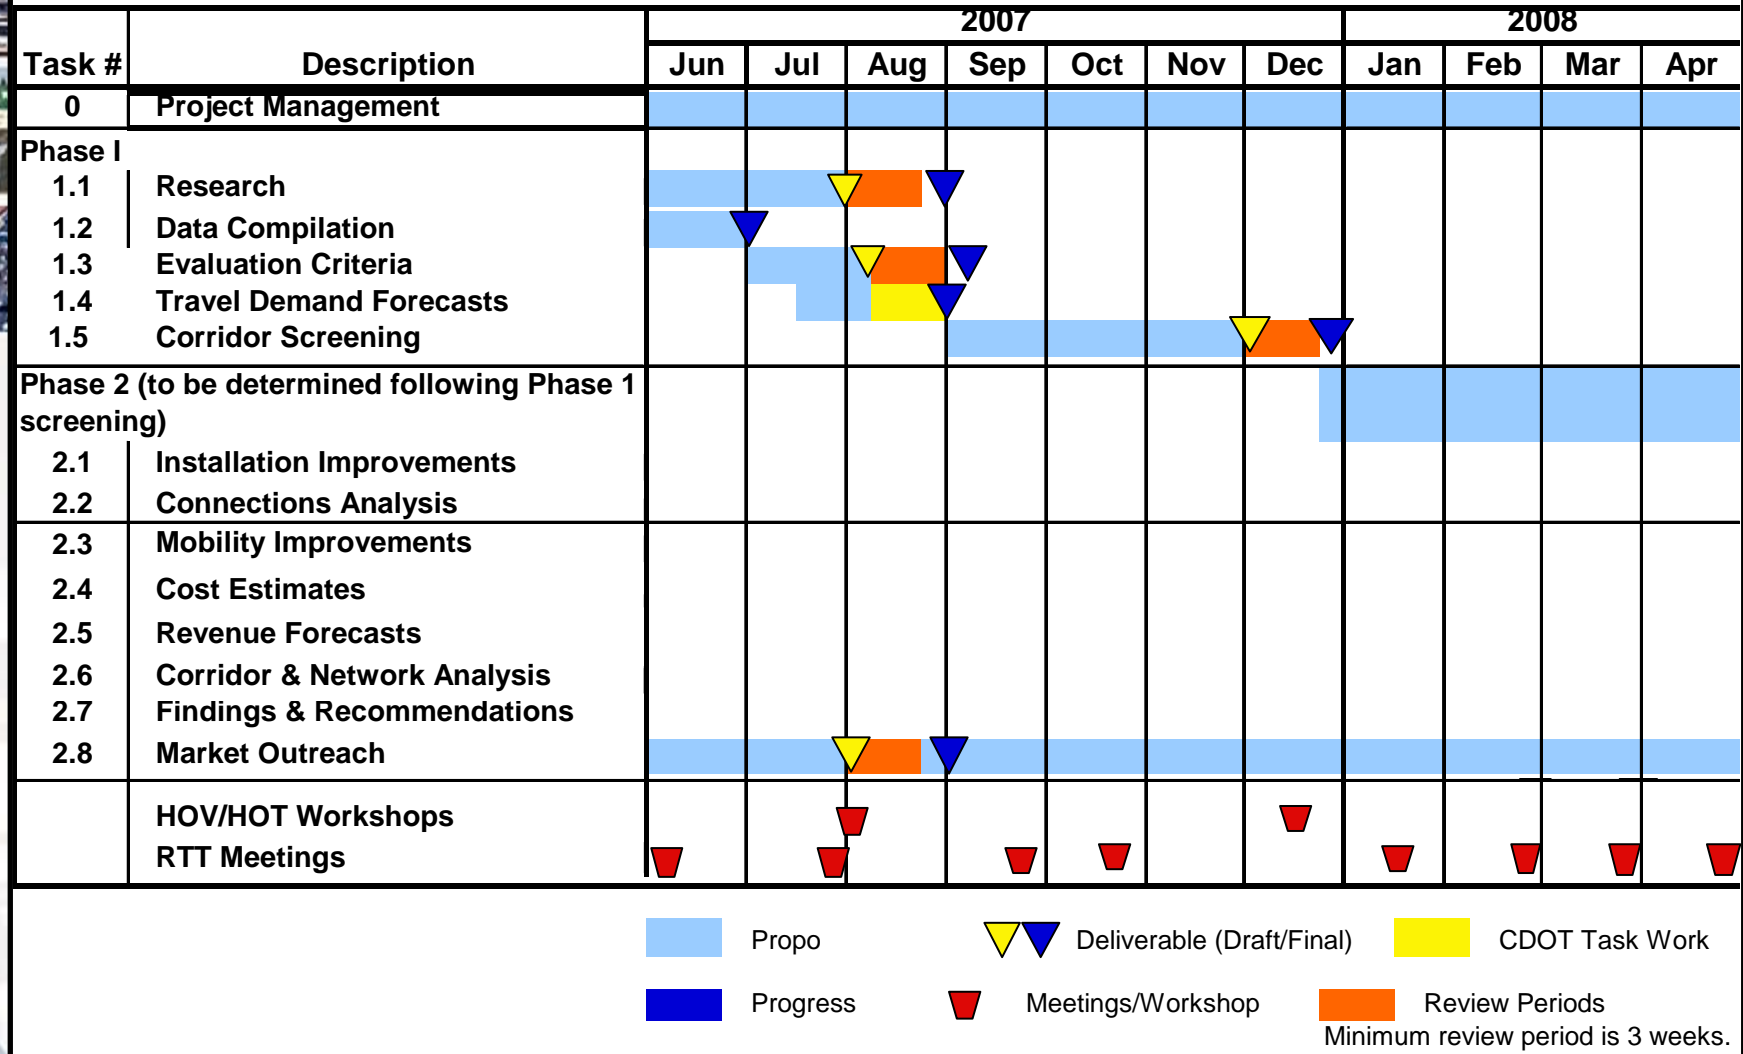 2007 2008
Task # Description Jun Jul Aug Sep Oct Nov Dec Jan Feb Mar Apr
0 Project Management
Phase I
1.1 Research
1.2 Data Compilation
1.3 Evaluation Criteria
1.4 Travel Demand Forecasts
1.5 Corridor Screening
Phase 2 (to be determined following Phase 1
screening)
2.1 Installation Improvements
2.2 Connections Analysis
2.3 Mobility Improvements
2.4 Cost Estimates
2.5 Revenue Forecasts
2.6 Corridor & Network Analysis
2.7 Findings & Recommendations
2.8 Market Outreach
HOV/HOT Workshops
RTT Meetings
Propo Deliverable (Draft/Final) CDOT Task Work
Progress Meetings/Workshop Review Periods
Minimum review period is 3 weeks.